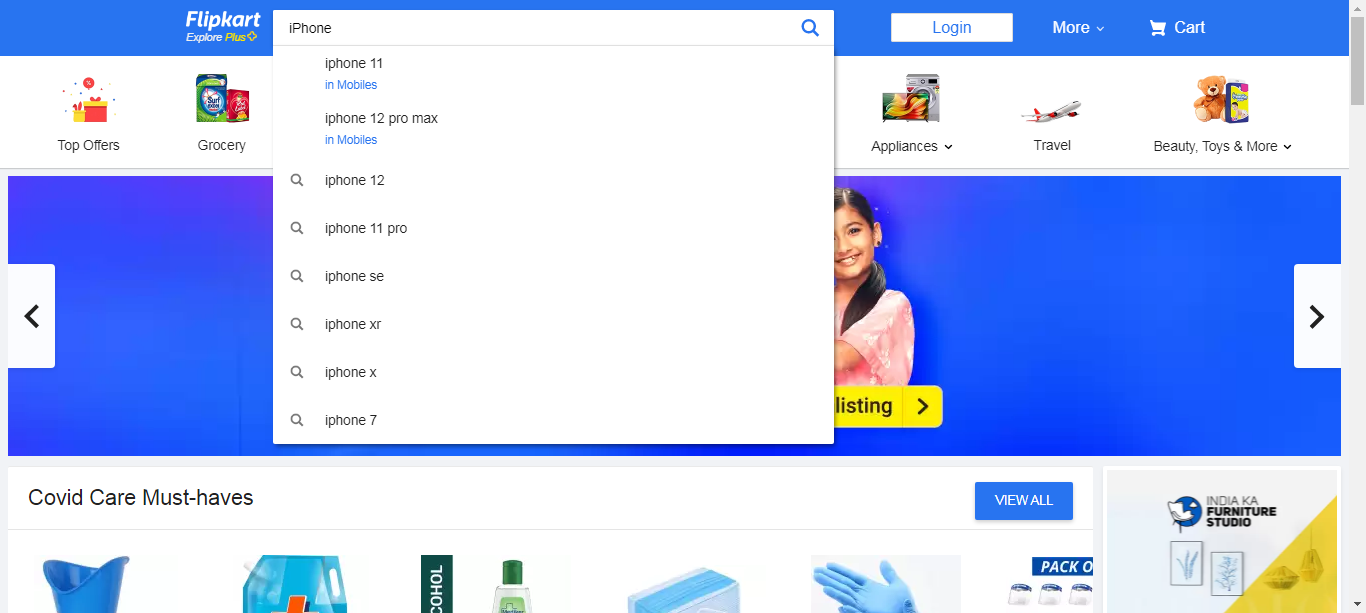 Flipkart
Explore Plus
iPhone
Login
More
Cart
iphone 11
in Mobiles
iphone 12 pro max
in Mobiles
iphone 12
iphone 11 pro
iphone se
iphone xr
iphone x
iphone 7
Top Offers
Grocery
Appliances
Travel
Beauty, Toys & More
listing
Covid Care Must-haves
VIEW ALL
INDIA KA
FURNITURE
STUDIO
Surf
excel
COHOL
PACK O